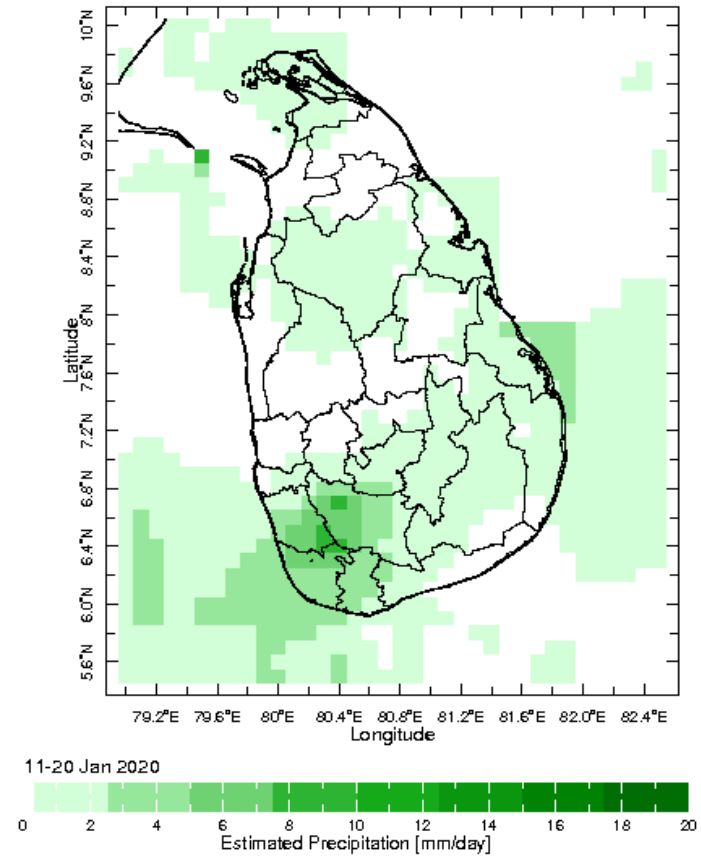 10°N
9.6°N
9.2°N
8.8°N
8.4°N
8°N
7.6°N
7.2°N
6.8°N
6.4°N
6.0°N
5.6°N
Latitude
79.2°E 79.6°E 80°E 80.4°E 80.8°E 81.2°E 81.6°E 82.0°E 82.4°E
Longitude
11-20 Jan 2020
0 2 4 6 8 10 12 14 16 18 20
Estimated Precipitation [mm/day]